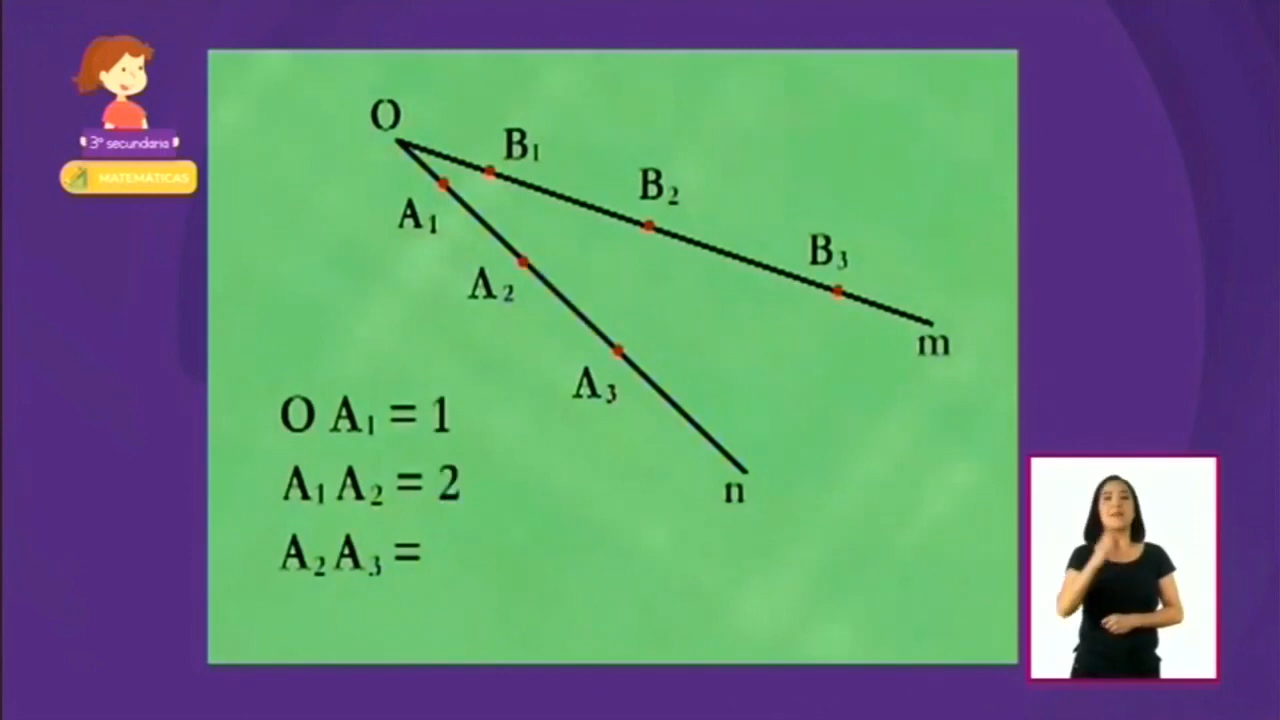 3° secundaria
MATEMÁTICAS
O
B₁
B₂
B₃
m
A₁
A₂
A₃
n
O A₁ = 1
A₁ A₂ = 2
A₂ A₃ =